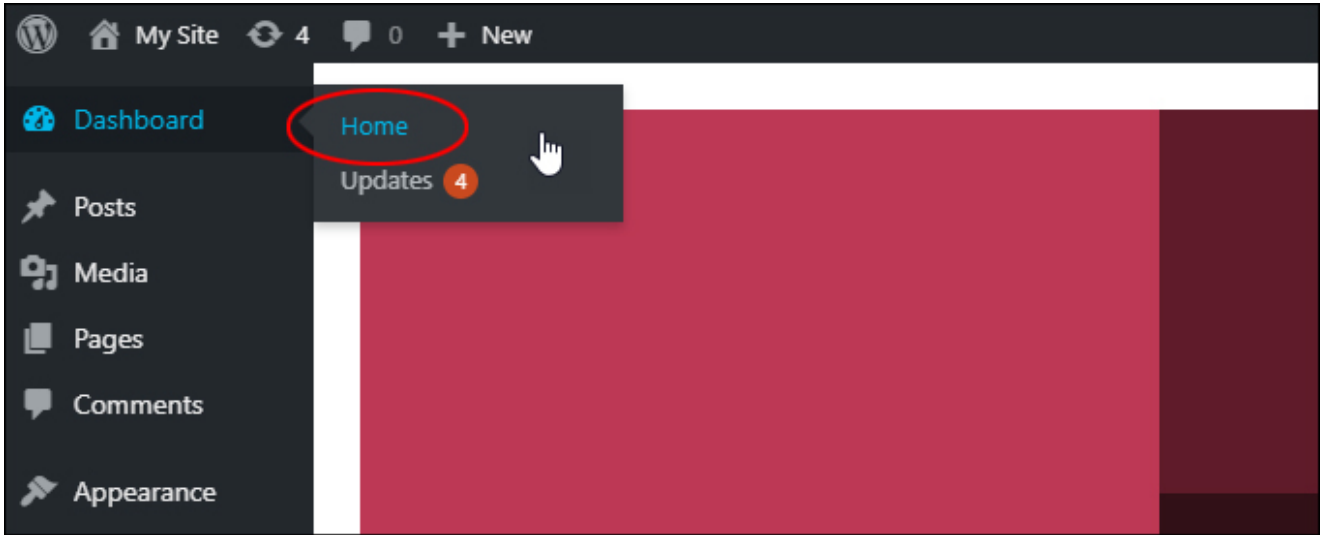 My Site 4 0 New
Dashboard
Home
Updates 4
Posts
Media
Pages
Comments
Appearance